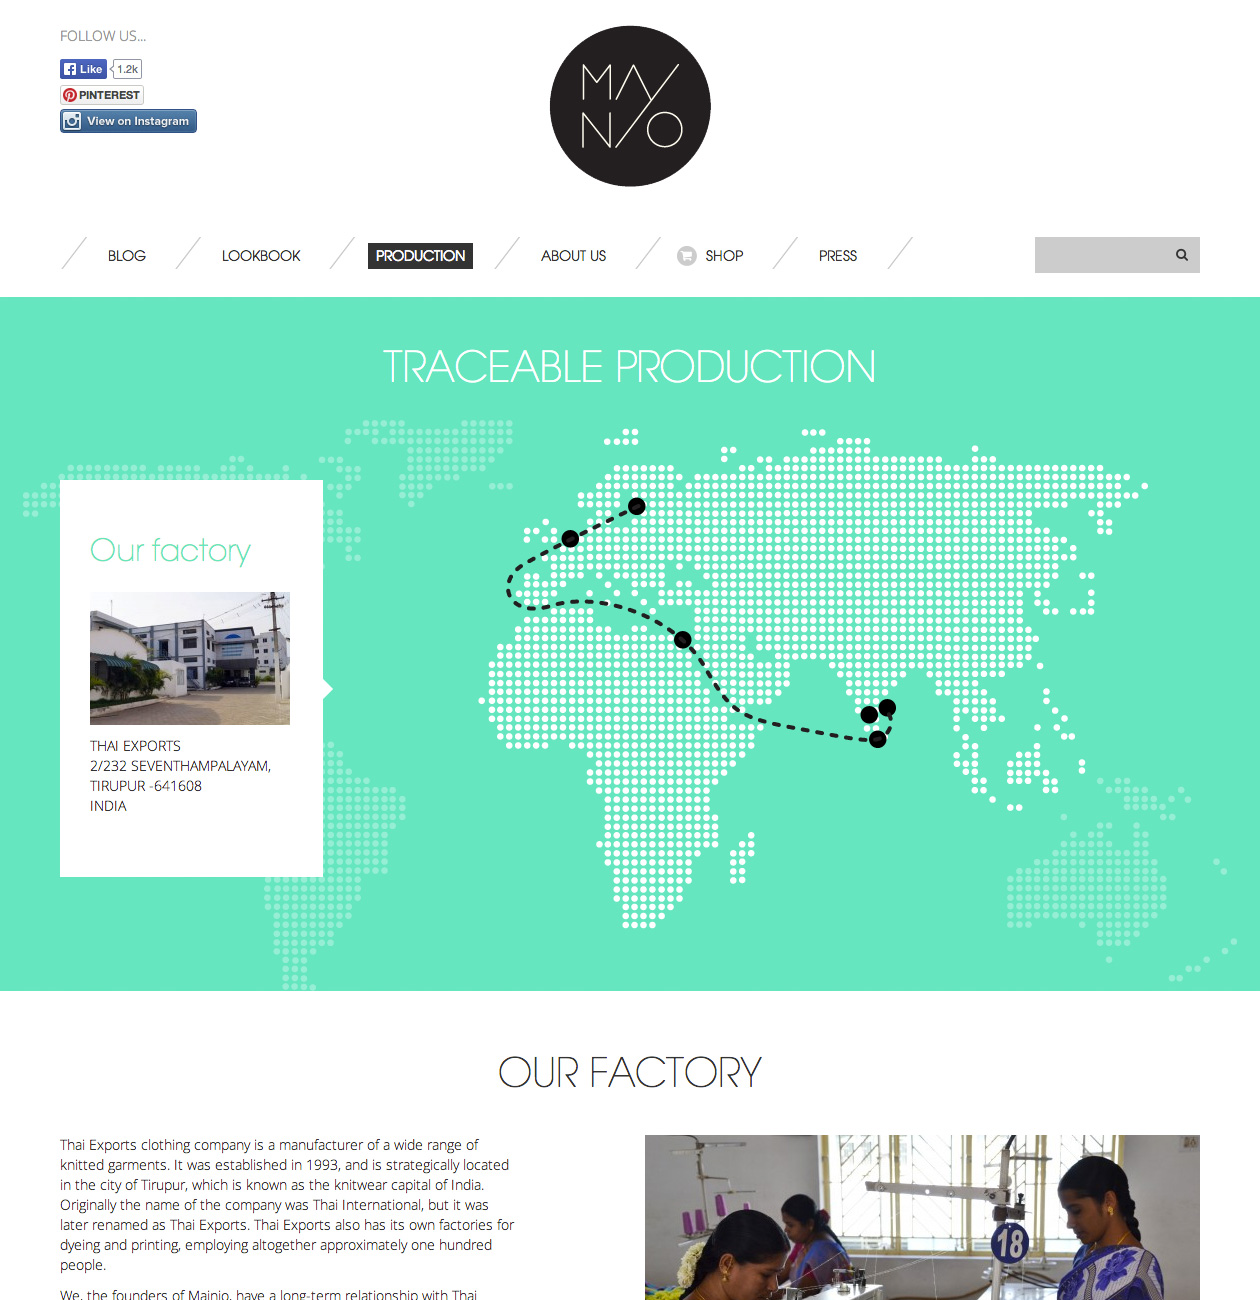 FOLLOW US...
Like 1.2k
PINTEREST
View on Instagram
MAY
NIO
BLOG LOOKBOOK PRODUCTION ABOUT US SHOP PRESS
TRACEABLE PRODUCTION
Our factory
THAI EXPORTS
2/232 SEVENTHAMPALAYAM,
TIRUPUR -641608
INDIA
OUR FACTORY
Thai Exports clothing company is a manufacturer of a wide range of
knitted garments. It was established in 1993, and is strategically located
in the city of Tirupur, which is known as the knitwear capital of India.
Originally the name of the company was Thai International, but it was
later renamed as Thai Exports. Thai Exports also has its own factories for
dyeing and printing, employing altogether approximately one hundred
people.
We, the founders of Mainio, have a long-term relationship with Thai
18